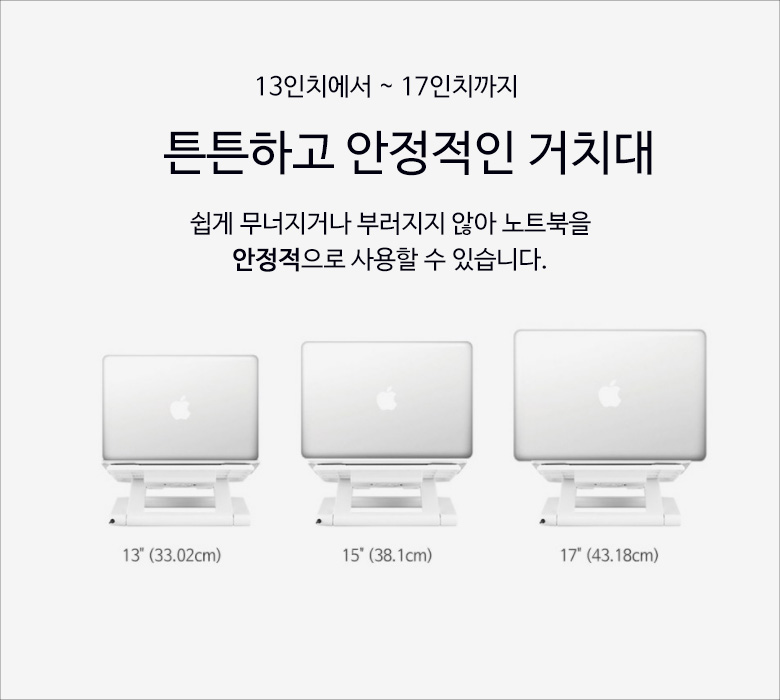 13인치에서 ~ 17인치까지
튼튼하고 안정적인 거치대
쉽게 무너지거나 부러지지 않아 노트북을
안정적으로 사용할 수 있습니다.
13" (33.02cm)
15" (38.1cm)
17" (43.18cm)